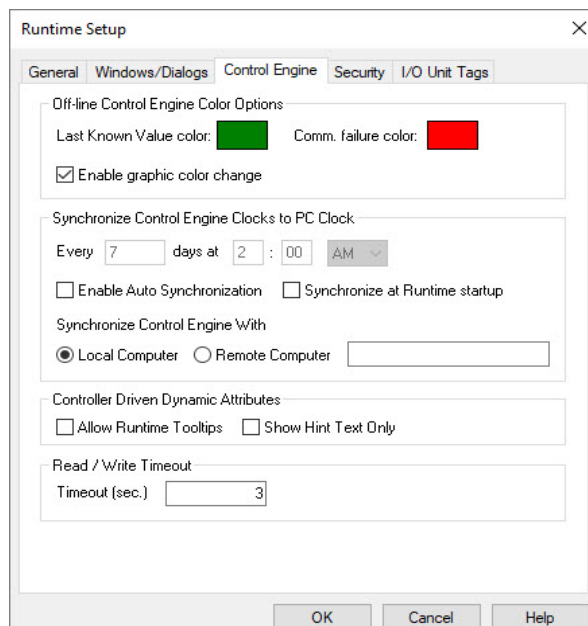 Runtime Setup
General Windows/Dialogs Control Engine Security I/O Unit Tags
Off-line Control Engine Color Options
Last Known Value color: Comm. failure color:
Enable graphic color change
Synchronize Control Engine Clocks to PC Clock
Every 7 days at 2 : 00 AM
Enable Auto Synchronization Synchronize at Runtime startup
Synchronize Control Engine With
Local Computer Remote Computer
Controller Driven Dynamic Attributes
Allow Runtime Tooltips Show Hint Text Only
Read / Write Timeout
Timeout (sec.) 3
OK Cancel Help